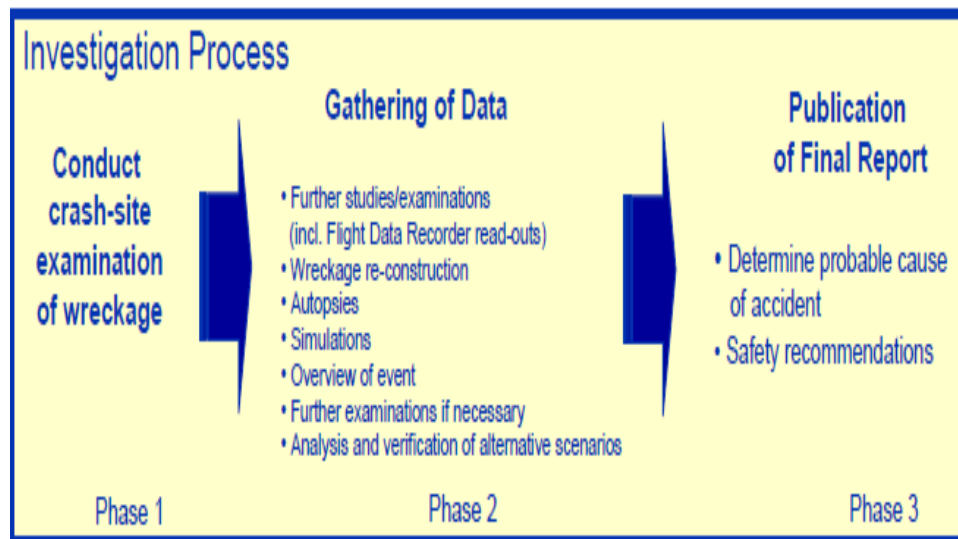 Investigation Process
Conduct
crash-site
examination
of wreckage
Phase 1
Gathering of Data
• Further studies/examinations
(incl. Flight Data Recorder read-outs)
• Wreckage re-construction
• Autopsies
• Simulations
• Overview of event
• Further examinations if necessary
• Analysis and verification of alternative scenarios
Phase 2
Publication
of Final Report
• Determine probable cause
of accident
• Safety recommendations
Phase 3